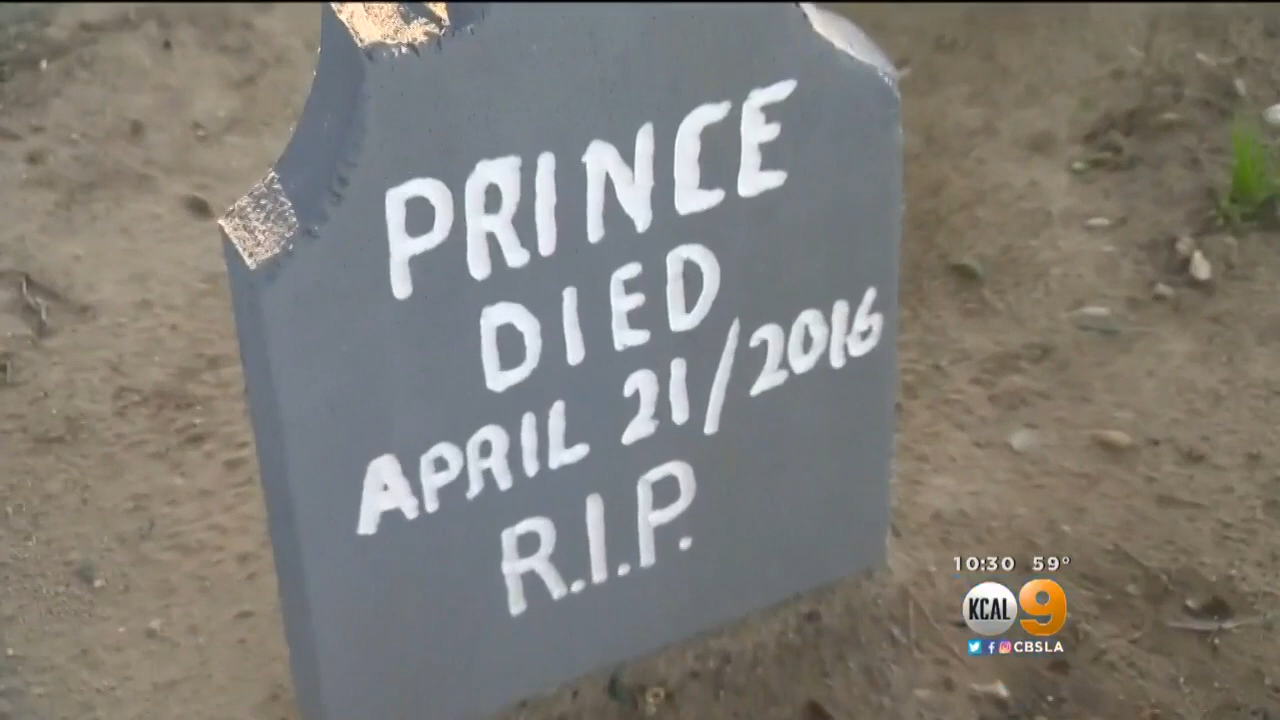 PRINCE
DIED
APRIL 21/2016
R.I.P.
10:30 59°
KCAL 9
CBSLA